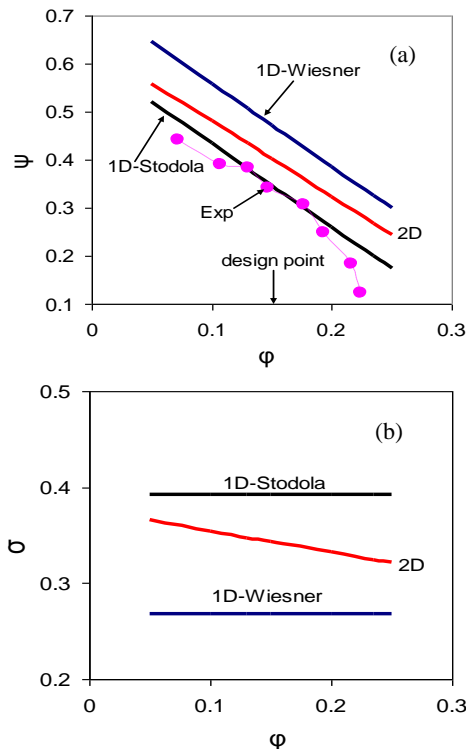 (a)
0.7
0.6
0.5
0.4
0.3
0.2
0.1
ψ
1D-Wiesner
1D-Stodola
Exp
2D
design point
0
0.1
0.2
0.3
φ
(b)
0.5
0.4
0.3
0.2
σ
1D-Stodola
2D
1D-Wiesner
0
0.1
0.2
0.3
φ